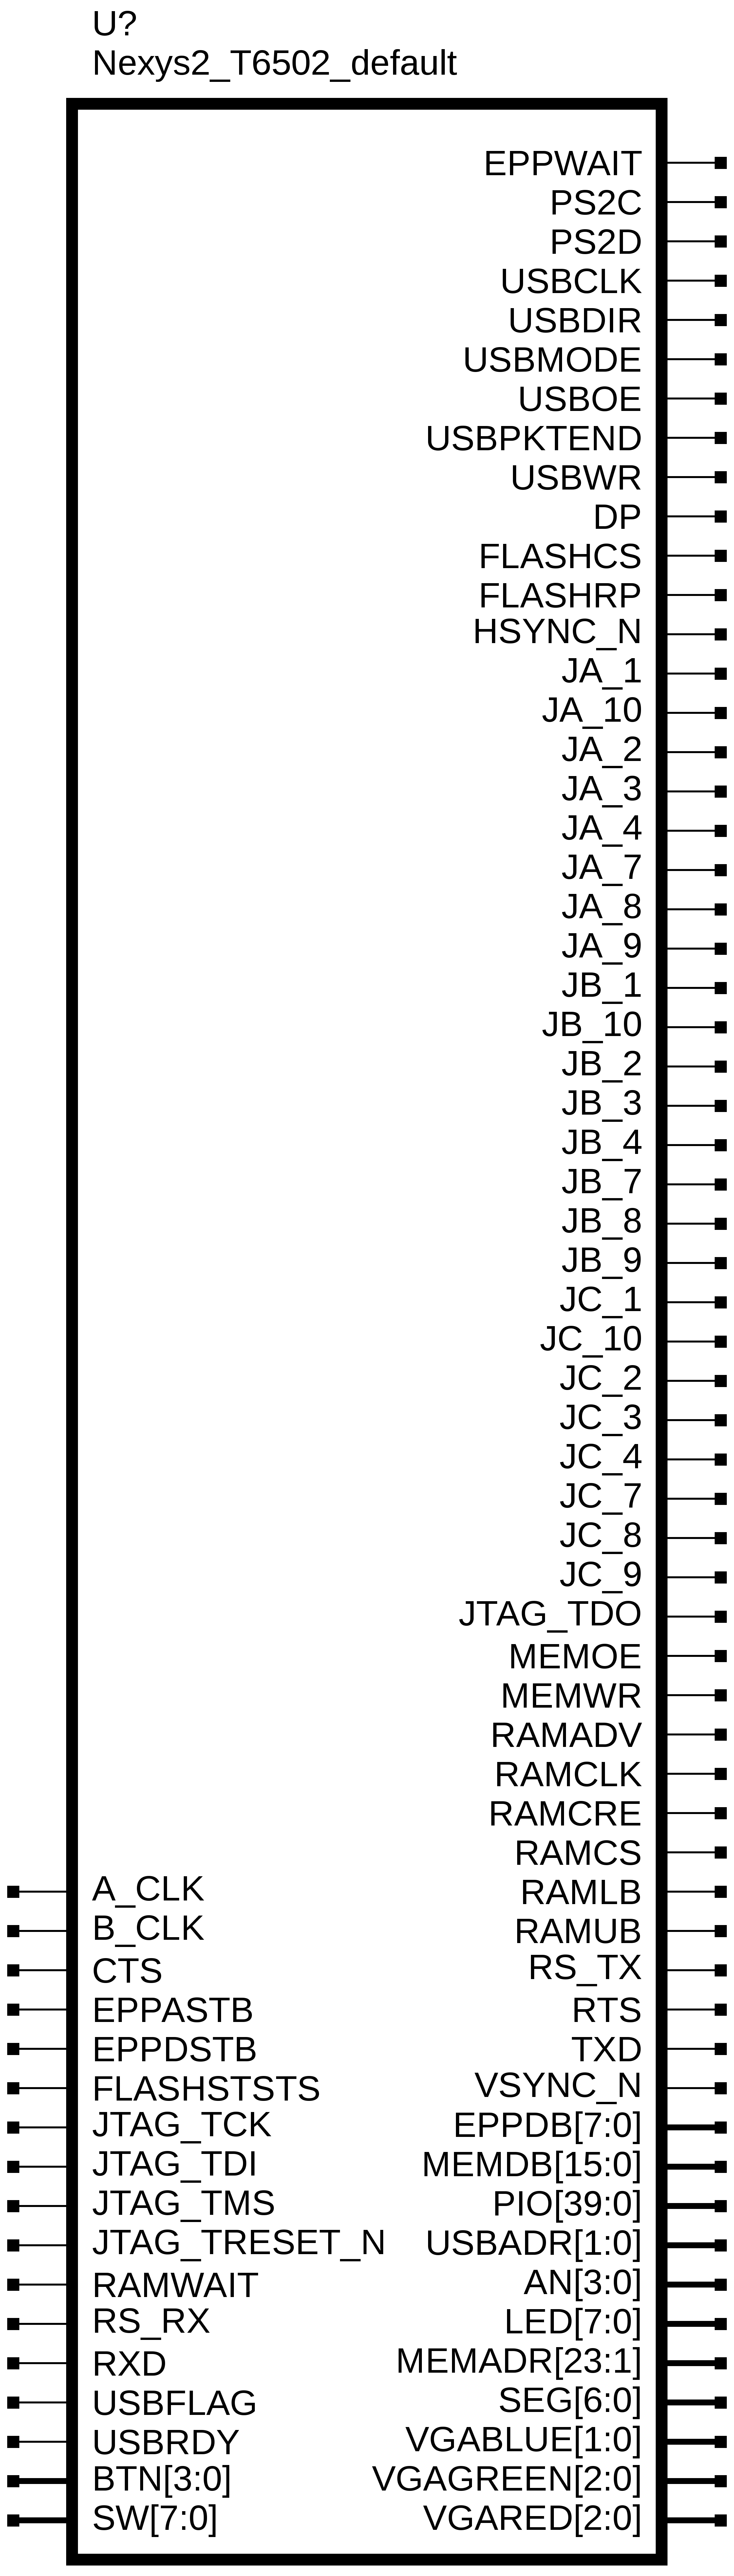 U?
Nexys2_T6502_default
EPPWAIT
PS2C
PS2D
USBCLK
USBDIR
USBMODE
USBOE
USBPKTEND
USBWR
DP
FLASHCS
FLASHRP
HSYNC_N
JA_1
JA_10
JA_2
JA_3
JA_4
JA_7
JA_8
JA_9
JB_1
JB_10
JB_2
JB_3
JB_4
JB_7
JB_8
JB_9
JC_1
JC_10
JC_2
JC_3
JC_4
JC_7
JC_8
JC_9
JTAG_TDO
MEMOE
MEMWR
RAMADV
RAMCLK
RAMCRE
RAMCS
A_CLK RAMLB
B_CLK RAMUB
CTS RS_TX
EPPASTB RTS
EPPDSTB TXD
FLASHSTSTS VSYNC_N
JTAG_TCK EPPDB[7:0]
JTAG_TDI MEMDB[15:0]
JTAG_TMS PIO[39:0]
JTAG_TRESET_N USBADR[1:0]
RAMWAIT AN[3:0]
RS_RX LED[7:0]
RXD MEMADR[23:1]
USBFLAG SEG[6:0]
USBRDY VGABLUE[1:0]
BTN[3:0] VGAGREEN[2:0]
SW[7:0] VGARED[2:0]